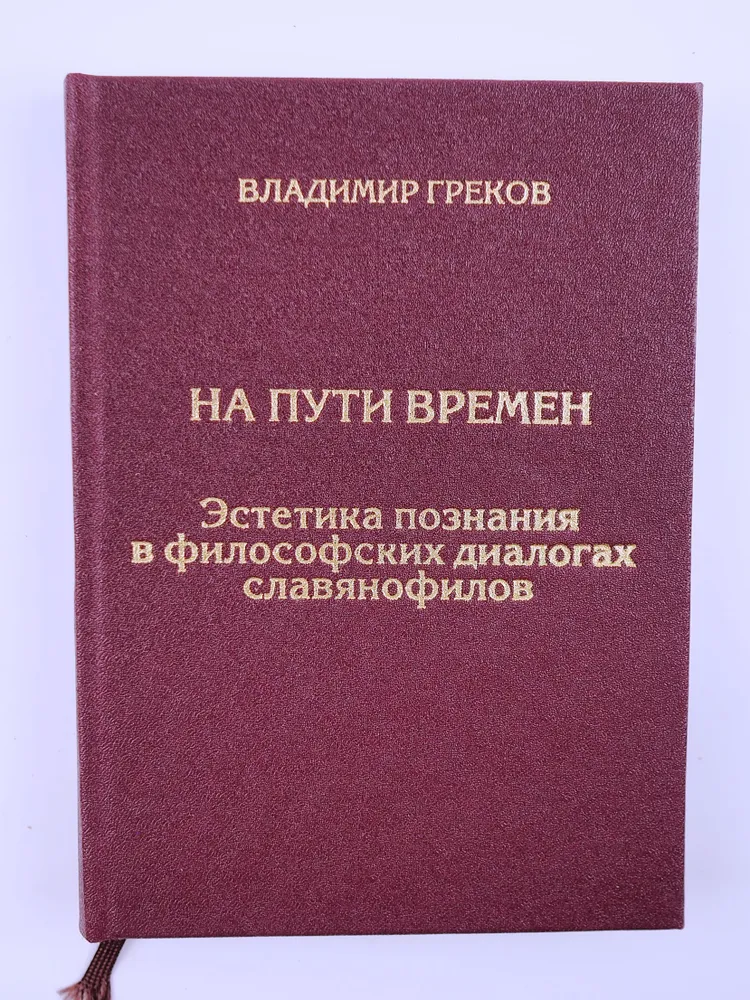 ВЛАДИМИР ГРЕКОВ
НА ПУТИ ВРЕМЕН
Эстетика познания
в философских диалогах
славянофилов